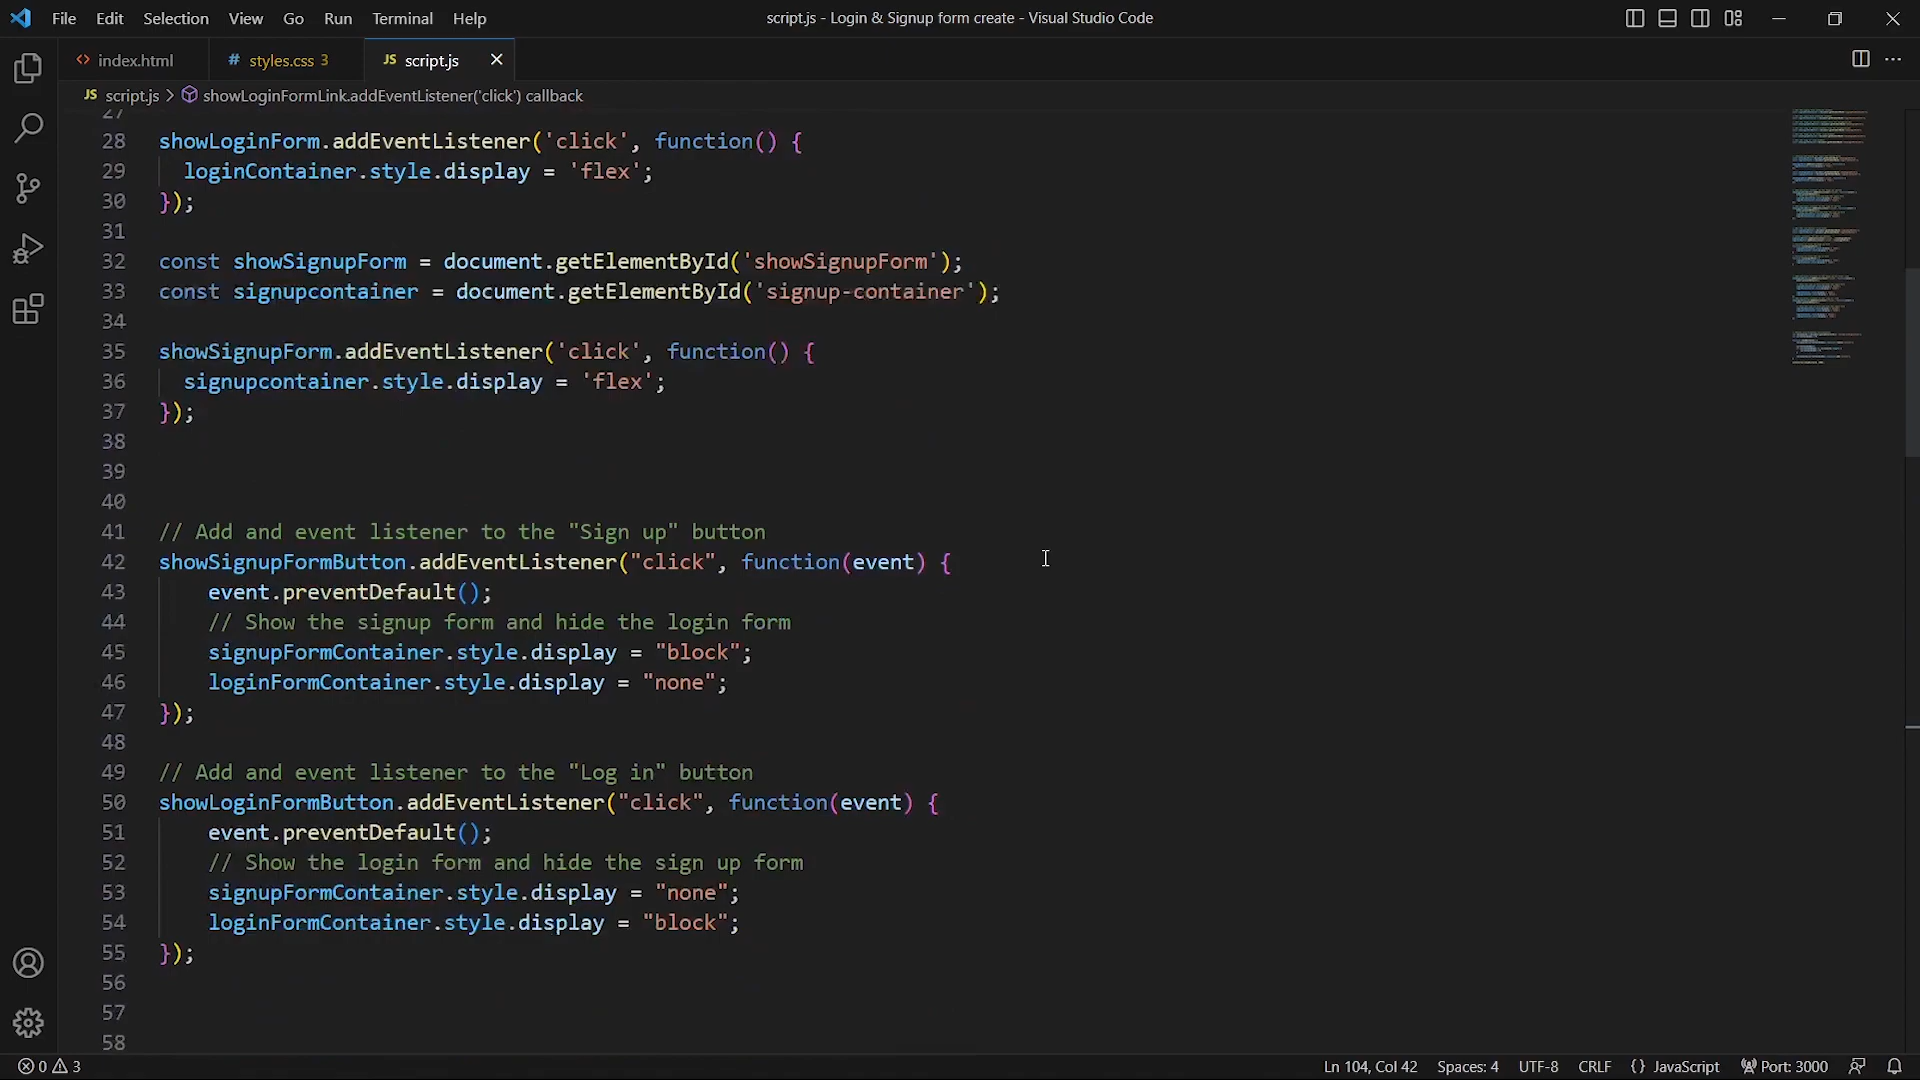 File Edit Selection View Go Run Terminal Help
script.js - Login & Signup form create - Visual Studio Code
<> index.html
# styles.css 3
JS script.js ×
JS script.js > showLoginFormLink.addEventListener('click') callback
27
28 showLoginForm.addEventListener('click', function() {
29 loginContainer.style.display = 'flex';
30 });
31
32 const showSignupForm = document.getElementById('showSignupForm');
33 const signupcontainer = document.getElementById('signup-container');
34
35 showSignupForm.addEventListener('click', function() {
36 signupcontainer.style.display = 'flex';
37 });
38
39
40
41 // Add and event listener to the "Sign up" button
42 showSignupFormButton.addEventListener("click", function(event) {
43 event.preventDefault();
44 // Show the signup form and hide the login form
45 signupFormContainer.style.display = "block";
46 loginFormContainer.style.display = "none";
47 });
48
49 // Add and event listener to the "Log in" button
50 showLoginFormButton.addEventListener("click", function(event) {
51 event.preventDefault();
52 // Show the login form and hide the sign up form
53 signupFormContainer.style.display = "none";
54 loginFormContainer.style.display = "block";
55 });
56
57
58
0 3
Ln 104, Col 42 Spaces: 4 UTF-8 CRLF {} JavaScript Port: 3000